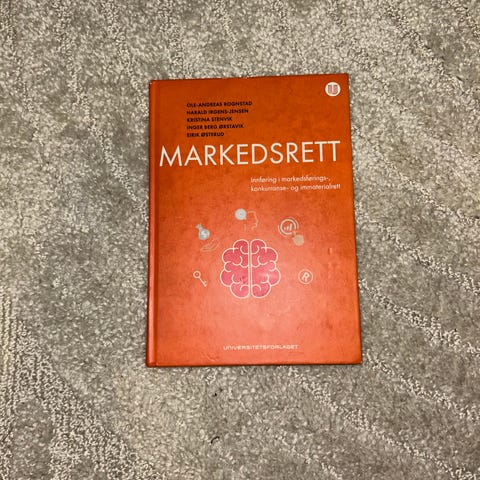 OLE-ANDREAS ROGNSTAD
HARALD IRGENS-JENSEN
KRISTINA STENVIK
INGER BERG ØRSTAVIK
EIRIK ØSTERUD
MARKEDSRETT
Innføring i markedsførings-,
konkurranse- og immaterialrett
R
UNIVERSITETSFORLAGET